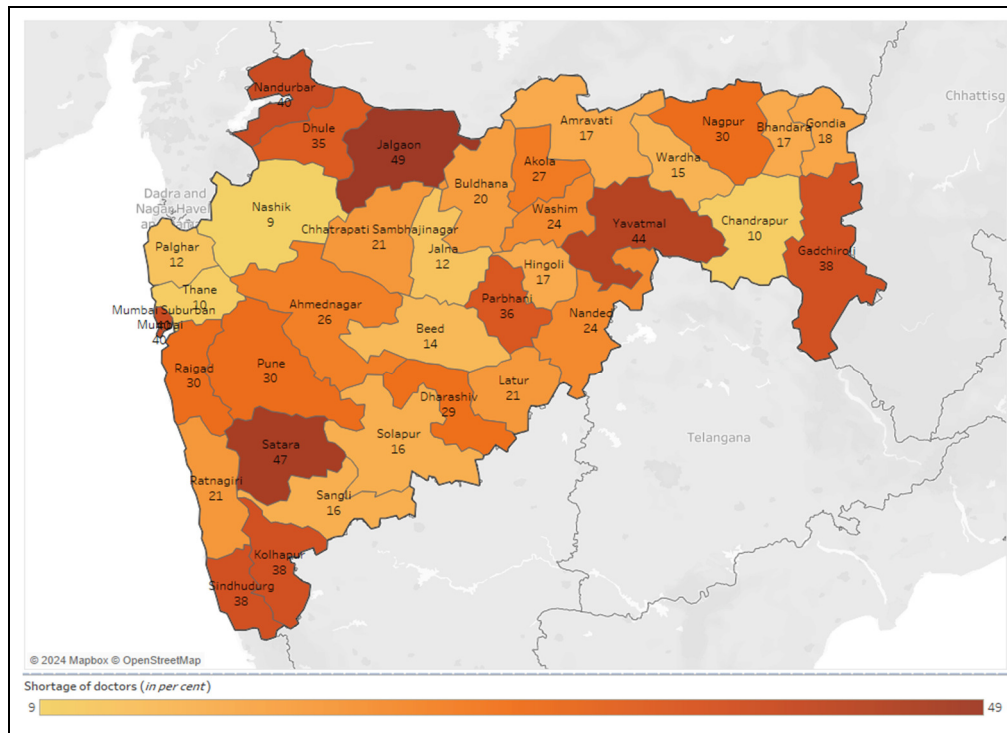 Nandurbar
40
Dhule
35
Jalgaon
49
Amravati
17
Nagpur
30
Bhandara
17
Gondia
18
Chhattisg
Wardha
15
Akola
27
Buldhana
20
Dadra and
Nagar Havel
Nashik
9
Chhatrapati Sambhajinagar
21
Jalna
12
Washim
24
Yavatmal
44
Chandrapur
10
Gadchiroli
38
Palghar
12
Hingoli
17
Thane
10
Mumbai Suburban
40
Mumbai
40
Ahmednagar
26
Parbhani
36
Nanded
24
Beed
14
Raigad
30
Pune
30
Latur
21
Dharashiv
29
Solapur
16
Telangana
Satara
47
Ratnagiri
21
Sangli
16
Kolhapur
38
Sindhudurg
38
© 2024 Mapbox © OpenStreetMap
Shortage of doctors (in per cent)
9
49